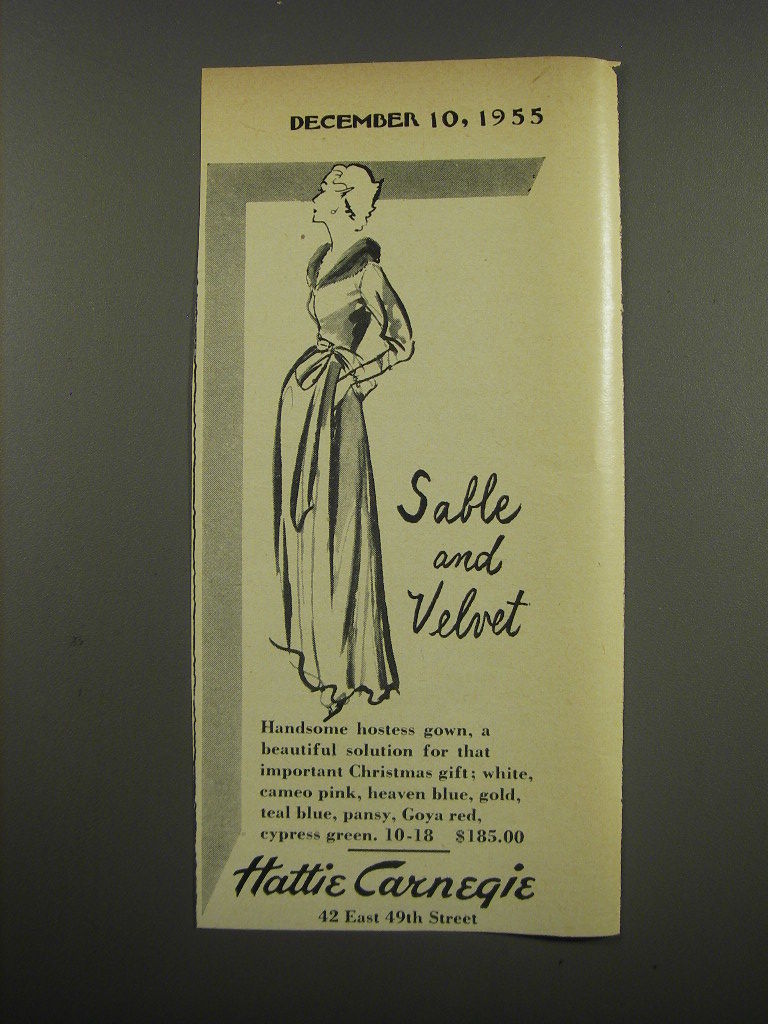 DECEMBER 10, 1955
Sable
and
Velvet
Handsome hostess gown, a
beautiful solution for that
important Christmas gift; white,
cameo pink, heaven blue, gold,
teal blue, pansy, Goya red,
cypress green. 10-18 $185.00
Hattie Carnegie
42 East 49th Street